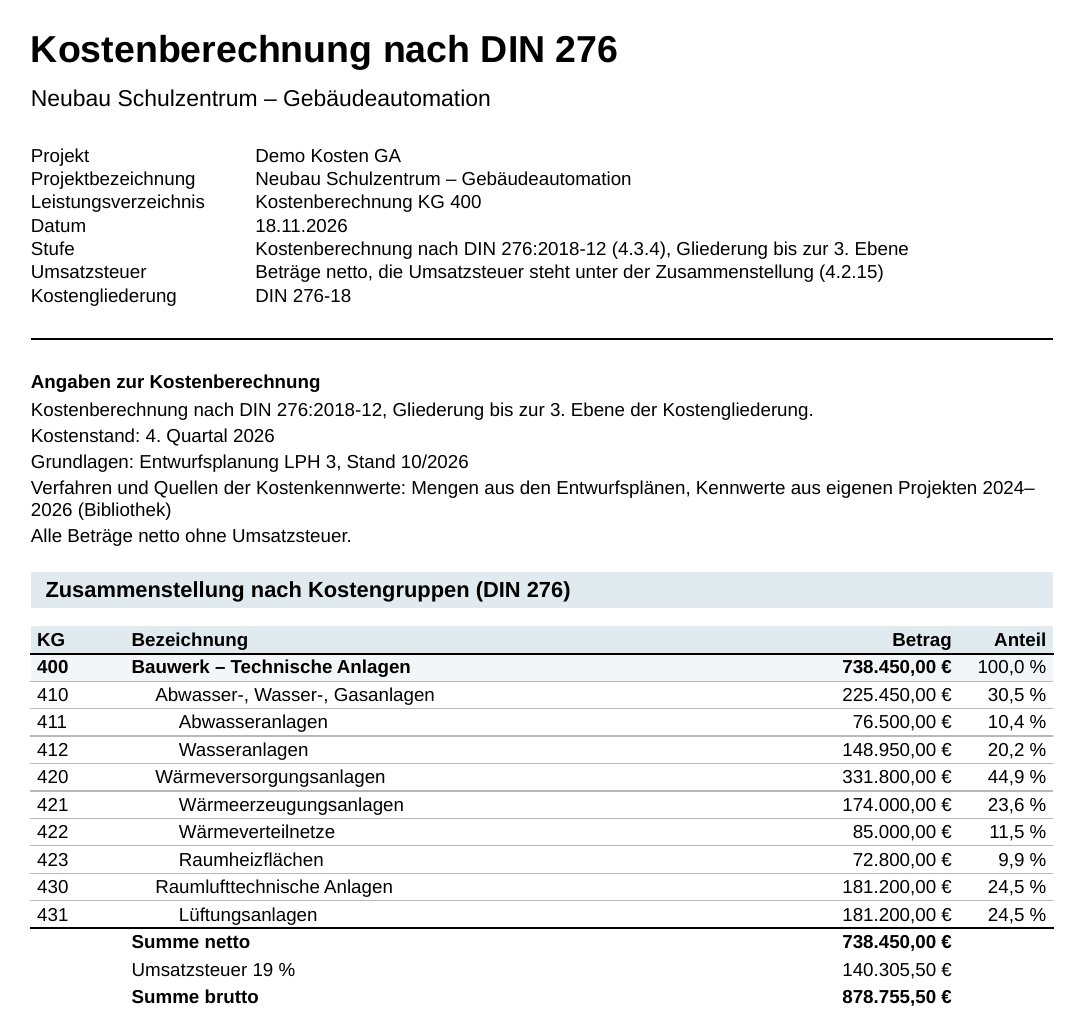 Kostenberechnung nach DIN 276
Neubau Schulzentrum – Gebäudeautomation
Projekt Demo Kosten GA
Projektbezeichnung Neubau Schulzentrum – Gebäudeautomation
Leistungsverzeichnis Kostenberechnung KG 400
Datum 18.11.2026
Stufe Kostenberechnung nach DIN 276:2018-12 (4.3.4), Gliederung bis zur 3. Ebene
Umsatzsteuer Beträge netto, die Umsatzsteuer steht unter der Zusammenstellung (4.2.15)
Kostengliederung DIN 276-18
Angaben zur Kostenberechnung
Kostenberechnung nach DIN 276:2018-12, Gliederung bis zur 3. Ebene der Kostengliederung.
Kostenstand: 4. Quartal 2026
Grundlagen: Entwurfsplanung LPH 3, Stand 10/2026
Verfahren und Quellen der Kostenkennwerte: Mengen aus den Entwurfsplänen, Kennwerte aus eigenen Projekten 2024–
2026 (Bibliothek)
Alle Beträge netto ohne Umsatzsteuer.
Zusammenstellung nach Kostengruppen (DIN 276)
KG Bezeichnung Betrag Anteil
400 Bauwerk – Technische Anlagen 738.450,00 € 100,0 %
410 Abwasser-, Wasser-, Gasanlagen 225.450,00 € 30,5 %
411 Abwasseranlagen 76.500,00 € 10,4 %
412 Wasseranlagen 148.950,00 € 20,2 %
420 Wärmeversorgungsanlagen 331.800,00 € 44,9 %
421 Wärmeerzeugungsanlagen 174.000,00 € 23,6 %
422 Wärmeverteilnetze 85.000,00 € 11,5 %
423 Raumheizflächen 72.800,00 € 9,9 %
430 Raumlufttechnische Anlagen 181.200,00 € 24,5 %
431 Lüftungsanlagen 181.200,00 € 24,5 %
Summe netto 738.450,00 €
Umsatzsteuer 19 % 140.305,50 €
Summe brutto 878.755,50 €